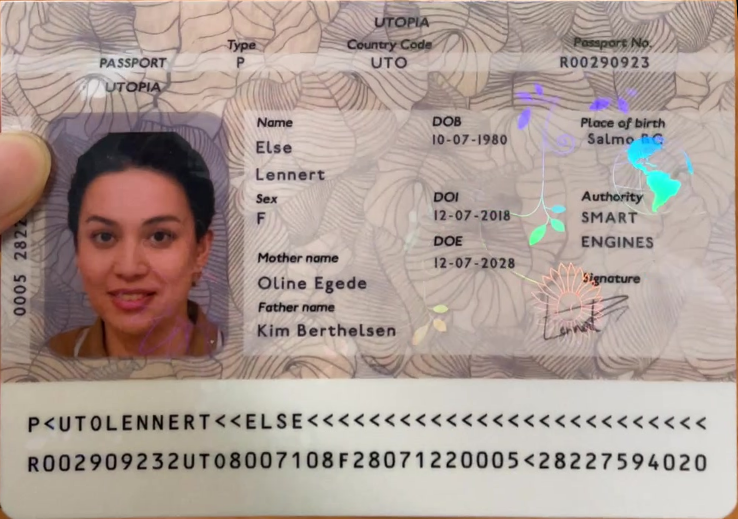 UTOPIA
Type Country Code Passport No.
PASSPORT P UTO R00290923
UTOPIA
Name DOB Place of birth
Else 10-07-1980 Salmo BC
Lennert
Sex DOI Authority
F 12-07-2018 SMART
DOE ENGINES
Mother name 12-07-2028
Oline Egede Signature
Father name
Kim Berthelsen
Lennert
0005 2822
P<UTOLENNERT<<ELSE<<<<<<<<<<<<<<<<<<<<<<<<<<
R002909232UTO8007108F28071220005<28227594020